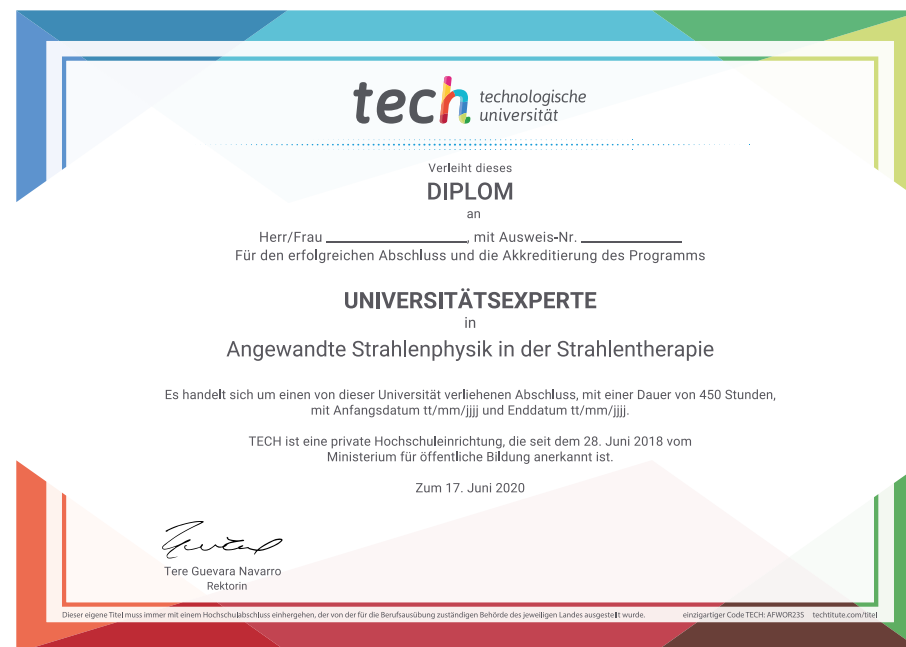 tech technologische
universität
Verleiht dieses
DIPLOM
an
Herr/Frau ____________________, mit Ausweis-Nr. ______________
Für den erfolgreichen Abschluss und die Akkreditierung des Programms
UNIVERSITÄTSEXPERTE
in
Angewandte Strahlenphysik in der Strahlentherapie
Es handelt sich um einen von dieser Universität verliehenen Abschluss, mit einer Dauer von 450 Stunden,
mit Anfangsdatum tt/mm/jjjj und Enddatum tt/mm/jjjj.
TECH ist eine private Hochschuleinrichtung, die seit dem 28. Juni 2018 vom
Ministerium für öffentliche Bildung anerkannt ist.
Zum 17. Juni 2020
Tere Guevara Navarro
Rektorin
Dieser eigene Titel muss immer mit einem Hochschulabschluss einhergehen, der von der für die Berufsausübung zuständigen Behörde des jeweiligen Landes ausgestellt wurde. einzigartiger Code TECH: AFWOR23S techtitute.com/titel